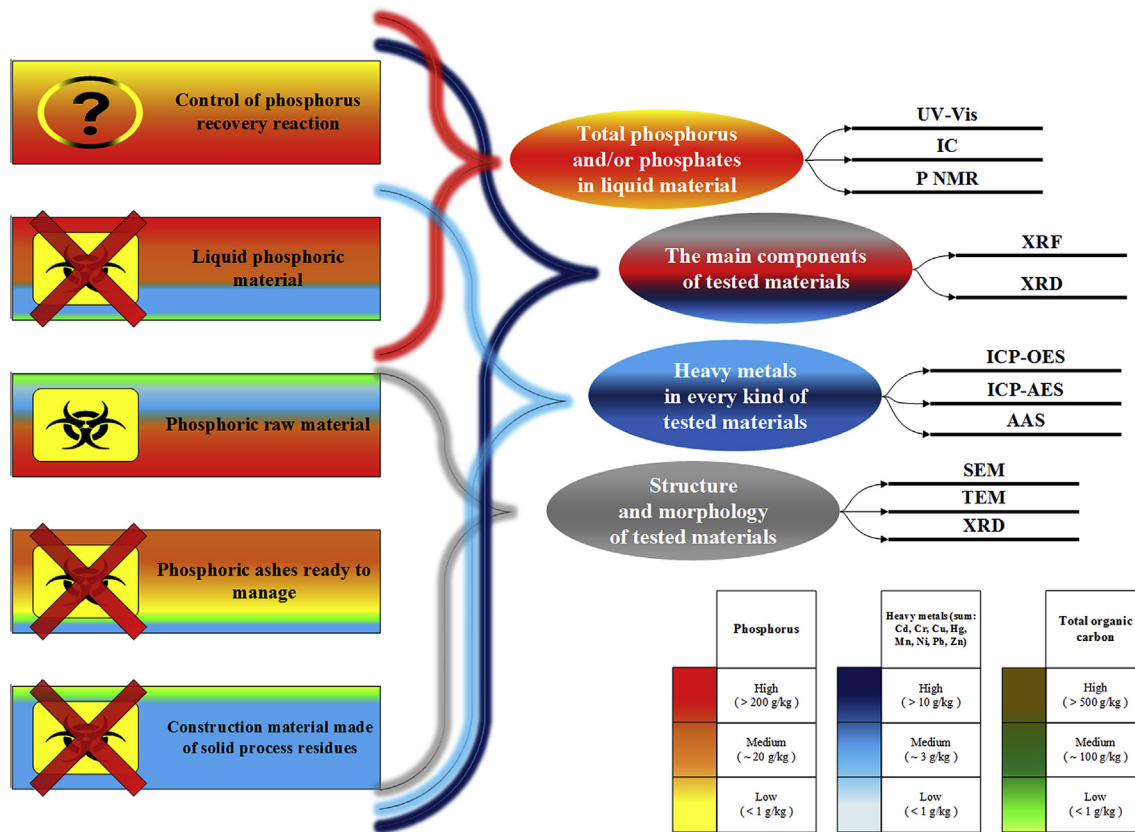 Control of phosphorus
recovery reaction
?
Liquid phosphoric
material
Phosphoric raw material
Phosphoric ashes ready to
manage
Construction material made
of solid process residues
Total phosphorus
and/or phosphates
in liquid material
UV-Vis
IC
P NMR
The main components
of tested materials
XRF
XRD
Heavy metals
in every kind of
tested materials
ICP-OES
ICP-AES
AAS
Structure
and morphology
of tested materials
SEM
TEM
XRD
Phosphorus
High
( > 200 g/kg )
Medium
( ~ 20 g/kg )
Low
( < 1 g/kg )
Heavy metals (sum:
Cd, Cr, Cu, Hg,
Mn, Ni, Pb, Zn)
High
( > 10 g/kg )
Medium
( ~ 3 g/kg )
Low
( < 1 g/kg )
Total organic
carbon
High
( > 500 g/kg )
Medium
( ~ 100 g/kg )
Low
( < 1 g/kg )